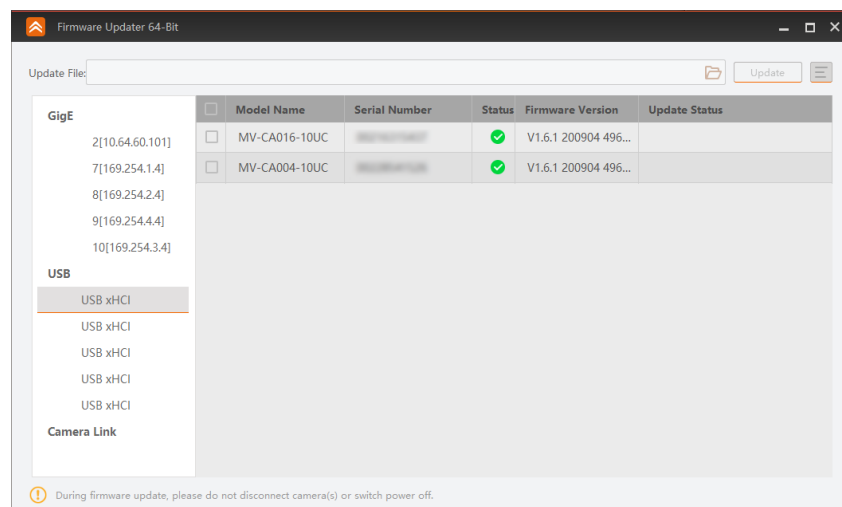 Firmware Updater 64-Bit
Update File:
Update
GigE
2[10.64.60.101]
7[169.254.1.4]
8[169.254.2.4]
9[169.254.4.4]
10[169.254.3.4]
USB
USB xHCI
USB xHCI
USB xHCI
USB xHCI
USB xHCI
Camera Link
Model Name Serial Number Status Firmware Version Update Status
MV-CA016-10UC V1.6.1 200904 496...
MV-CA004-10UC V1.6.1 200904 496...
During firmware update, please do not disconnect camera(s) or switch power off.